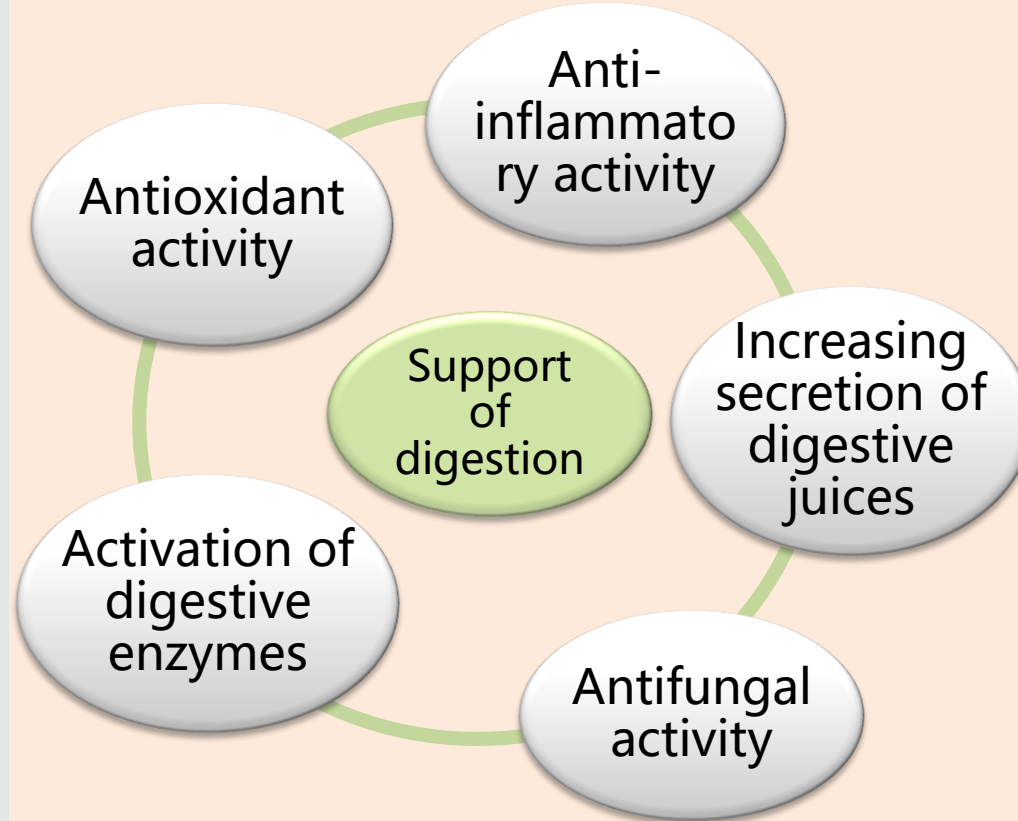 Anti-
inflammato
ry activity
Antioxidant
activity
Increasing
secretion of
digestive
juices
Support
of
digestion
Activation of
digestive
enzymes
Antifungal
activity